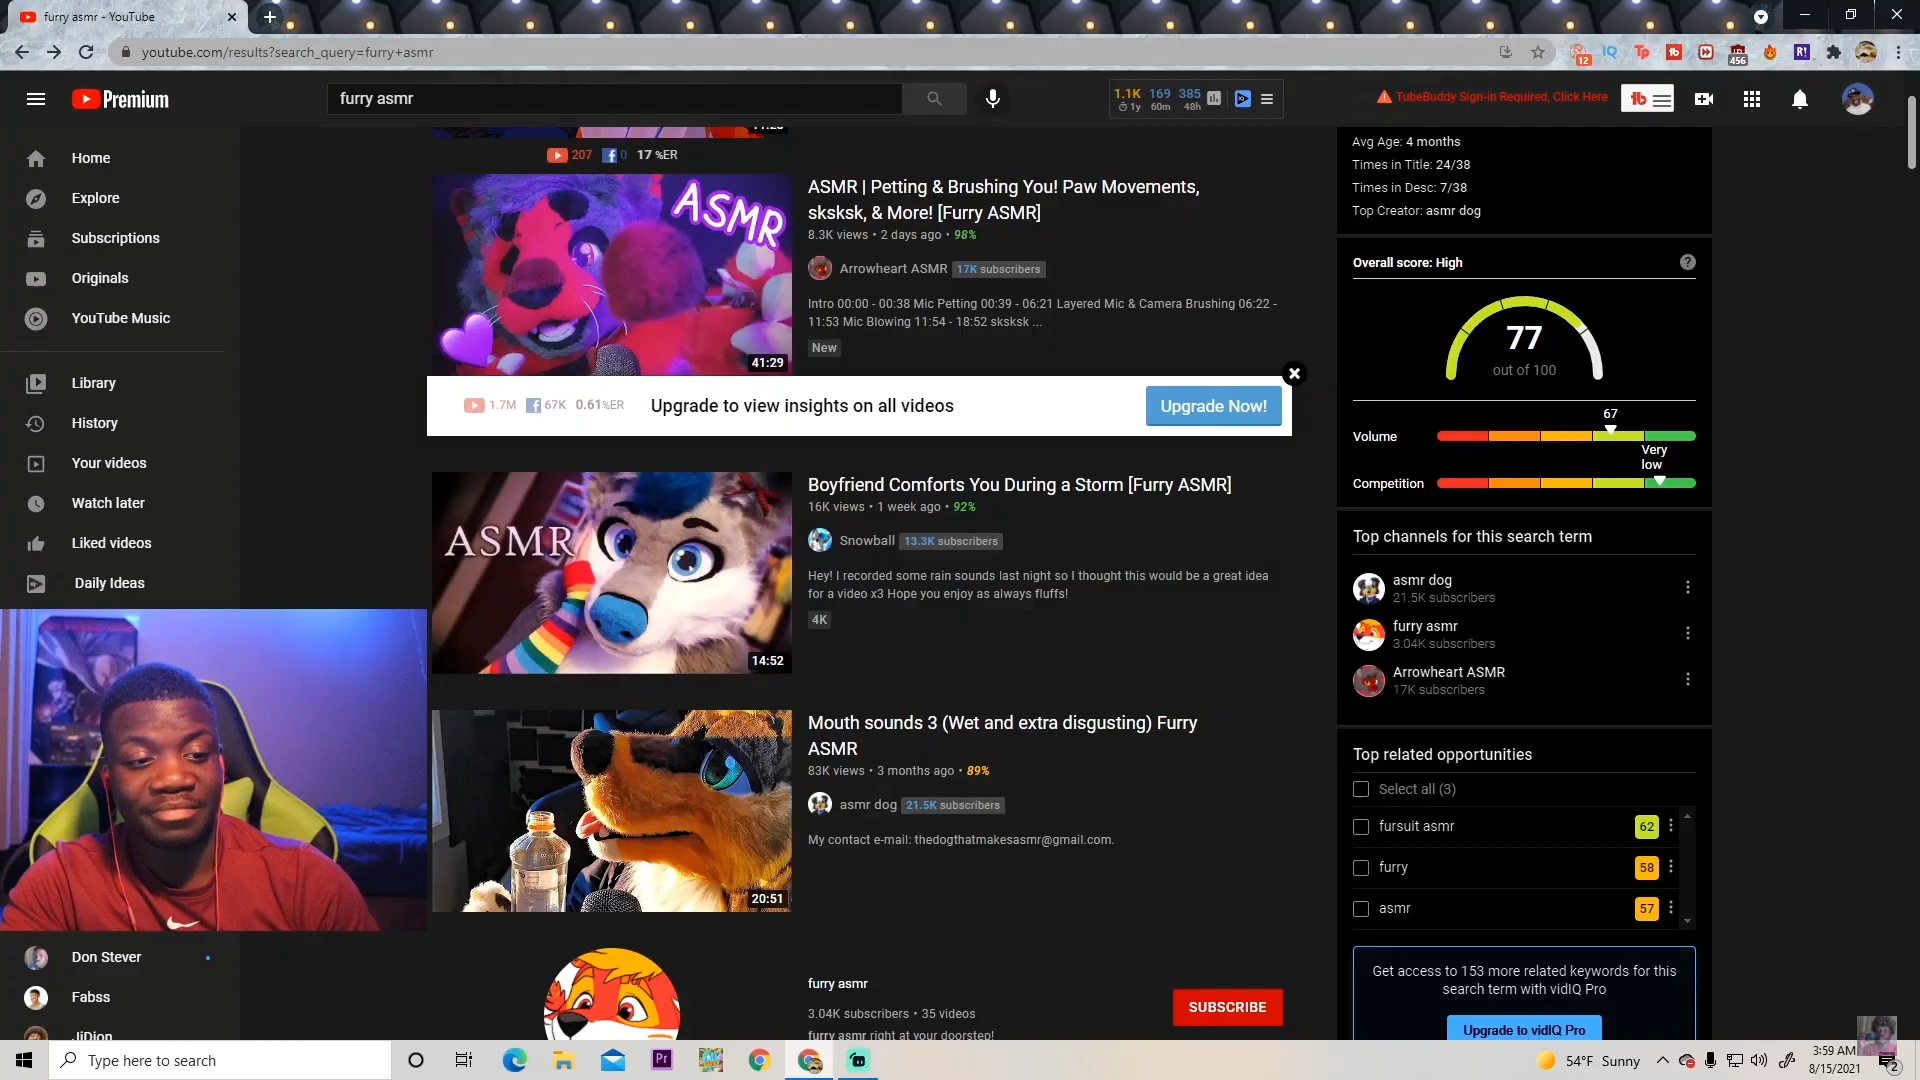 furry asmr - YouTube
youtube.com/results?search_query=furry+asmr
12
456
Premium
furry asmr
1.1K 169 385
1y 60m 48h
TubeBuddy Sign-in Required, Click Here
Home
Explore
Subscriptions
Originals
YouTube Music
Library
History
Your videos
Watch later
Liked videos
Daily Ideas
Don Stever
Fabss
JiDion
207 0 17 %ER
ASMR
41:29
ASMR | Petting & Brushing You! Paw Movements,
sksksk, & More! [Furry ASMR]
8.3K views • 2 days ago • 98%
Arrowheart ASMR 17K subscribers
Intro 00:00 - 00:38 Mic Petting 00:39 - 06:21 Layered Mic & Camera Brushing 06:22 -
11:53 Mic Blowing 11:54 - 18:52 sksksk ...
New
1.7M 67K 0.61%ER Upgrade to view insights on all videos Upgrade Now!
ASMR
14:52
Boyfriend Comforts You During a Storm [Furry ASMR]
16K views • 1 week ago • 92%
Snowball 13.3K subscribers
Hey! I recorded some rain sounds last night so I thought this would be a great idea
for a video x3 Hope you enjoy as always fluffs!
4K
20:51
Mouth sounds 3 (Wet and extra disgusting) Furry
ASMR
83K views • 3 months ago • 89%
asmr dog 21.5K subscribers
My contact e-mail: thedogthatmakesasmr@gmail.com.
furry asmr
3.04K subscribers • 35 videos
furry asmr right at your doorstep!
SUBSCRIBE
Avg Age: 4 months
Times in Title: 24/38
Times in Desc: 7/38
Top Creator: asmr dog
Overall score: High
77
out of 100
67
Volume
Very
low
Competition
Top channels for this search term
asmr dog
21.5K subscribers
furry asmr
3.04K subscribers
Arrowheart ASMR
17K subscribers
Top related opportunities
Select all (3)
fursuit asmr 62
furry 58
asmr 57
Get access to 153 more related keywords for this
search term with vidIQ Pro
Upgrade to vidIQ Pro
Type here to search
Pr
54°F Sunny
3:59 AM
8/15/2021
2